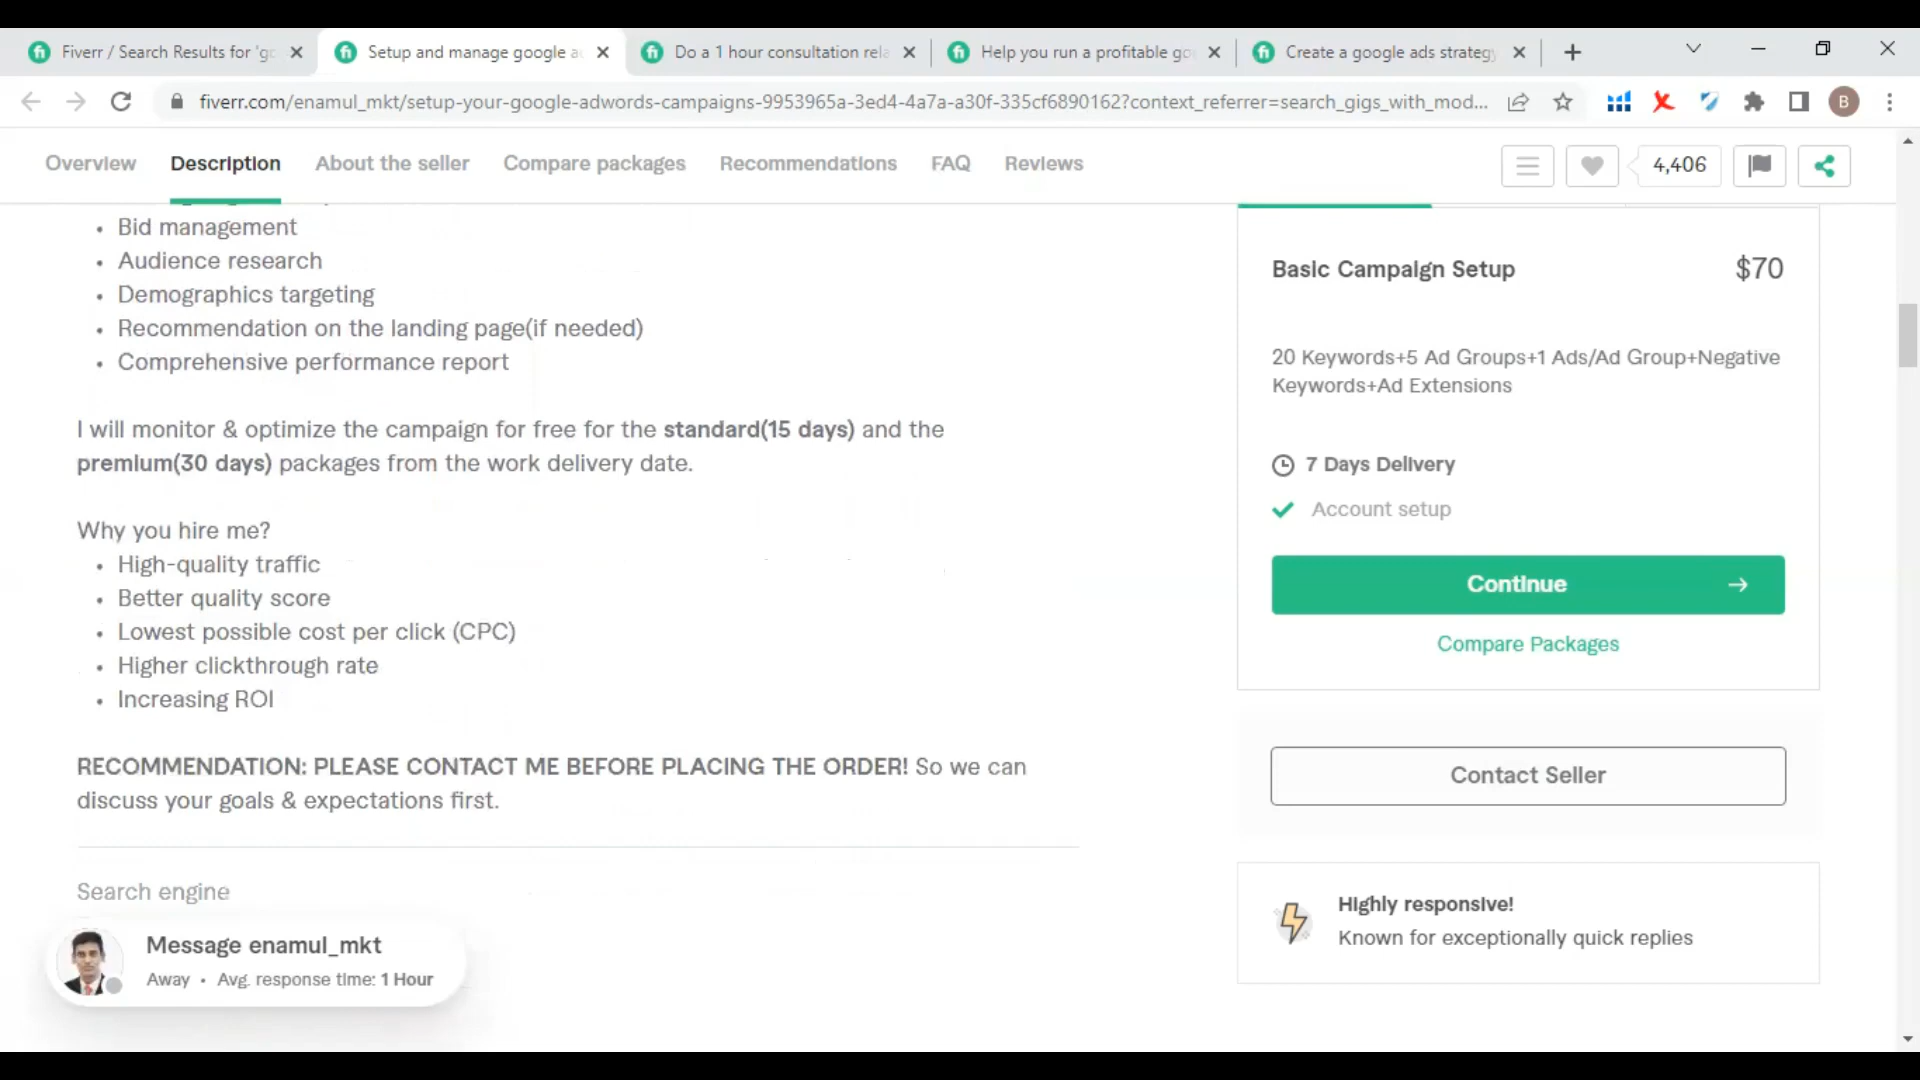 Fiverr / Search Results for 'go
Setup and manage google a
Do a 1 hour consultation rela
Help you run a profitable go
Create a google ads strategy
fiverr.com/enamul_mkt/setup-your-google-adwords-campaigns-9953965a-3ed4-4a7a-a30f-335cf6890162?context_referrer=search_gigs_with_mod...
B
Overview
Description
About the seller
Compare packages
Recommendations
FAQ
Reviews
4,406
• Bid management
• Audience research
• Demographics targeting
• Recommendation on the landing page(if needed)
• Comprehensive performance report
I will monitor & optimize the campaign for free for the standard(15 days) and the
premium(30 days) packages from the work delivery date.
Why you hire me?
• High-quality traffic
• Better quality score
• Lowest possible cost per click (CPC)
• Higher clickthrough rate
• Increasing ROI
RECOMMENDATION: PLEASE CONTACT ME BEFORE PLACING THE ORDER! So we can
discuss your goals & expectations first.
Search engine
Message enamul_mkt
Away • Avg. response time: 1 Hour
Basic Campaign Setup
$70
20 Keywords+5 Ad Groups+1 Ads/Ad Group+Negative
Keywords+Ad Extensions
7 Days Delivery
Account setup
Continue
Compare Packages
Contact Seller
Highly responsive!
Known for exceptionally quick replies